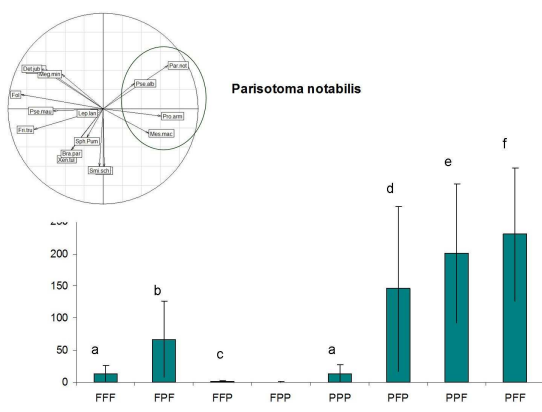 Det.jub
Meg.min
Par.not
Pse.alb
Fol
Pse.mau
Lep.lan
Pro.arm
Fri.tru
Mes.mac
Sph.Pum
Bra.par
Xen.tul
Smi.sch
Parisotoma notabilis
250
200
150
100
50
0
a
b
c
a
d
e
f
FFF
FPF
FFP
FPP
PPP
PFP
PPF
PFF